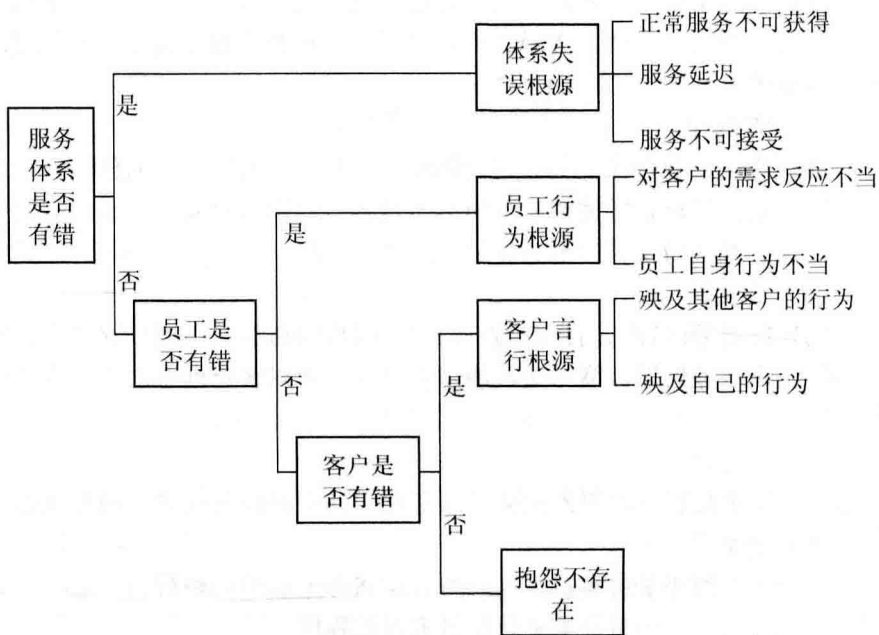 正常服务不可获得
体系失
误根源
服务延迟
是
服务
体系
是否
有错
服务不可接受
对客户的需求反应不当
员工行
为根源
是
员工自身行为不当
否
殃及其他客户的行为
员工是
否有错
客户言
行根源
否
是
殃及自己的行为
客户是
否有错
否
抱怨不存
在